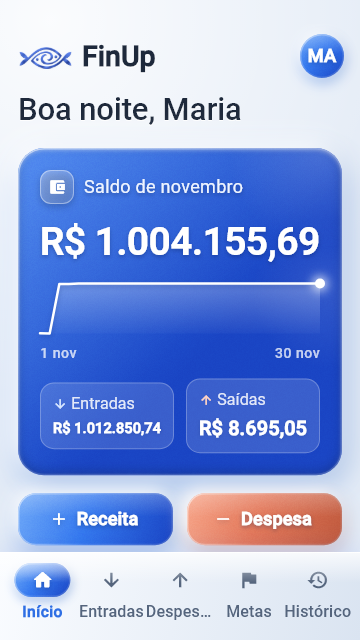 FinUp
MA
Boa noite, Maria
Saldo de novembro
R$ 1.004.155,69
1 nov
30 nov
Entradas
R$ 1.012.850,74
Saídas
R$ 8.695,05
Receita
Despesa
Início
Entradas
Despes...
Metas
Histórico